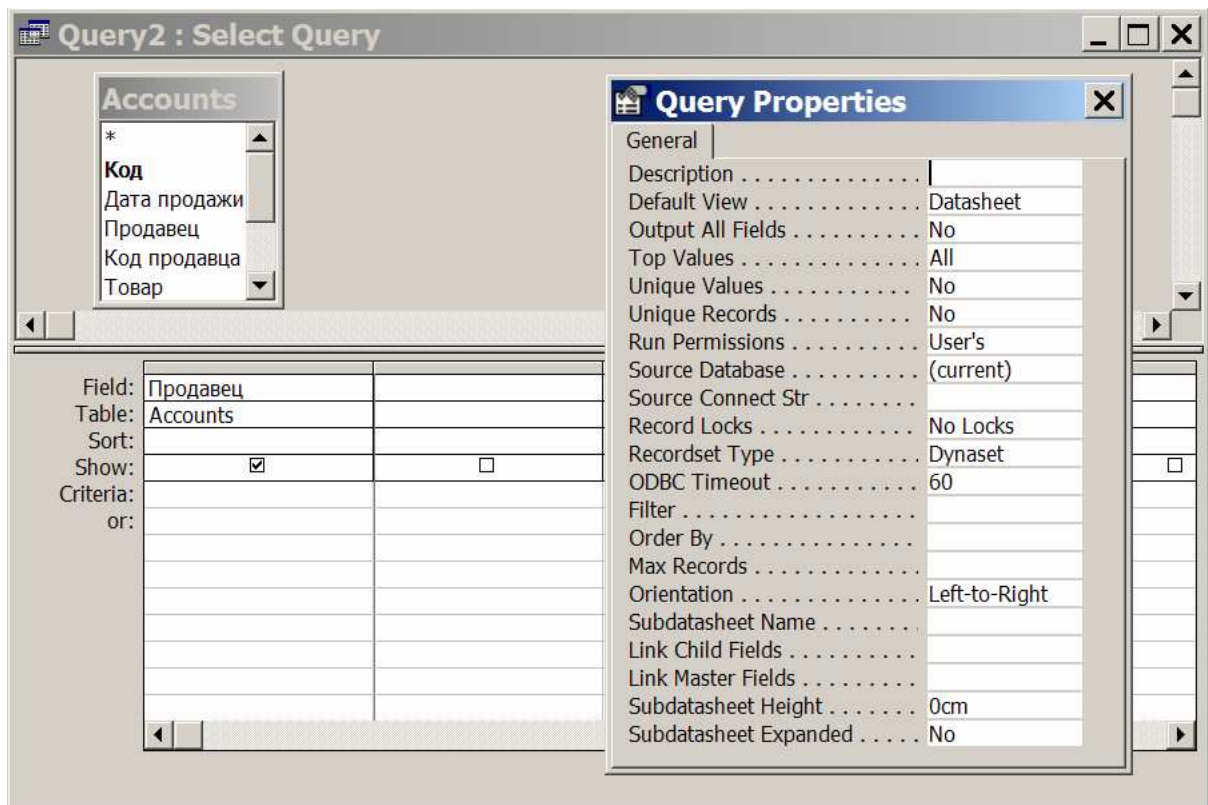 Query2 : Select Query
Accounts
*
Код
Дата продажи
Продавец
Код продавца
Товар
Field: Продавец
Table: Accounts
Sort:
Show:
Criteria:
or:
Query Properties
General
Description . . . . . . . . . . . . . .
Default View . . . . . . . . . . . . . Datasheet
Output All Fields . . . . . . . . . . No
Top Values . . . . . . . . . . . . . . All
Unique Values . . . . . . . . . . . No
Unique Records . . . . . . . . . . No
Run Permissions . . . . . . . . . . User's
Source Database . . . . . . . . . . (current)
Source Connect Str . . . . . . . .
Record Locks . . . . . . . . . . . . No Locks
Recordset Type . . . . . . . . . . . Dynaset
ODBC Timeout . . . . . . . . . . . 60
Filter . . . . . . . . . . . . . . . . . .
Order By . . . . . . . . . . . . . . .
Max Records . . . . . . . . . . . . .
Orientation . . . . . . . . . . . . . . Left-to-Right
Subdatasheet Name . . . . . . . .
Link Child Fields . . . . . . . . . .
Link Master Fields . . . . . . . . .
Subdatasheet Height . . . . . . . 0cm
Subdatasheet Expanded . . . . . No